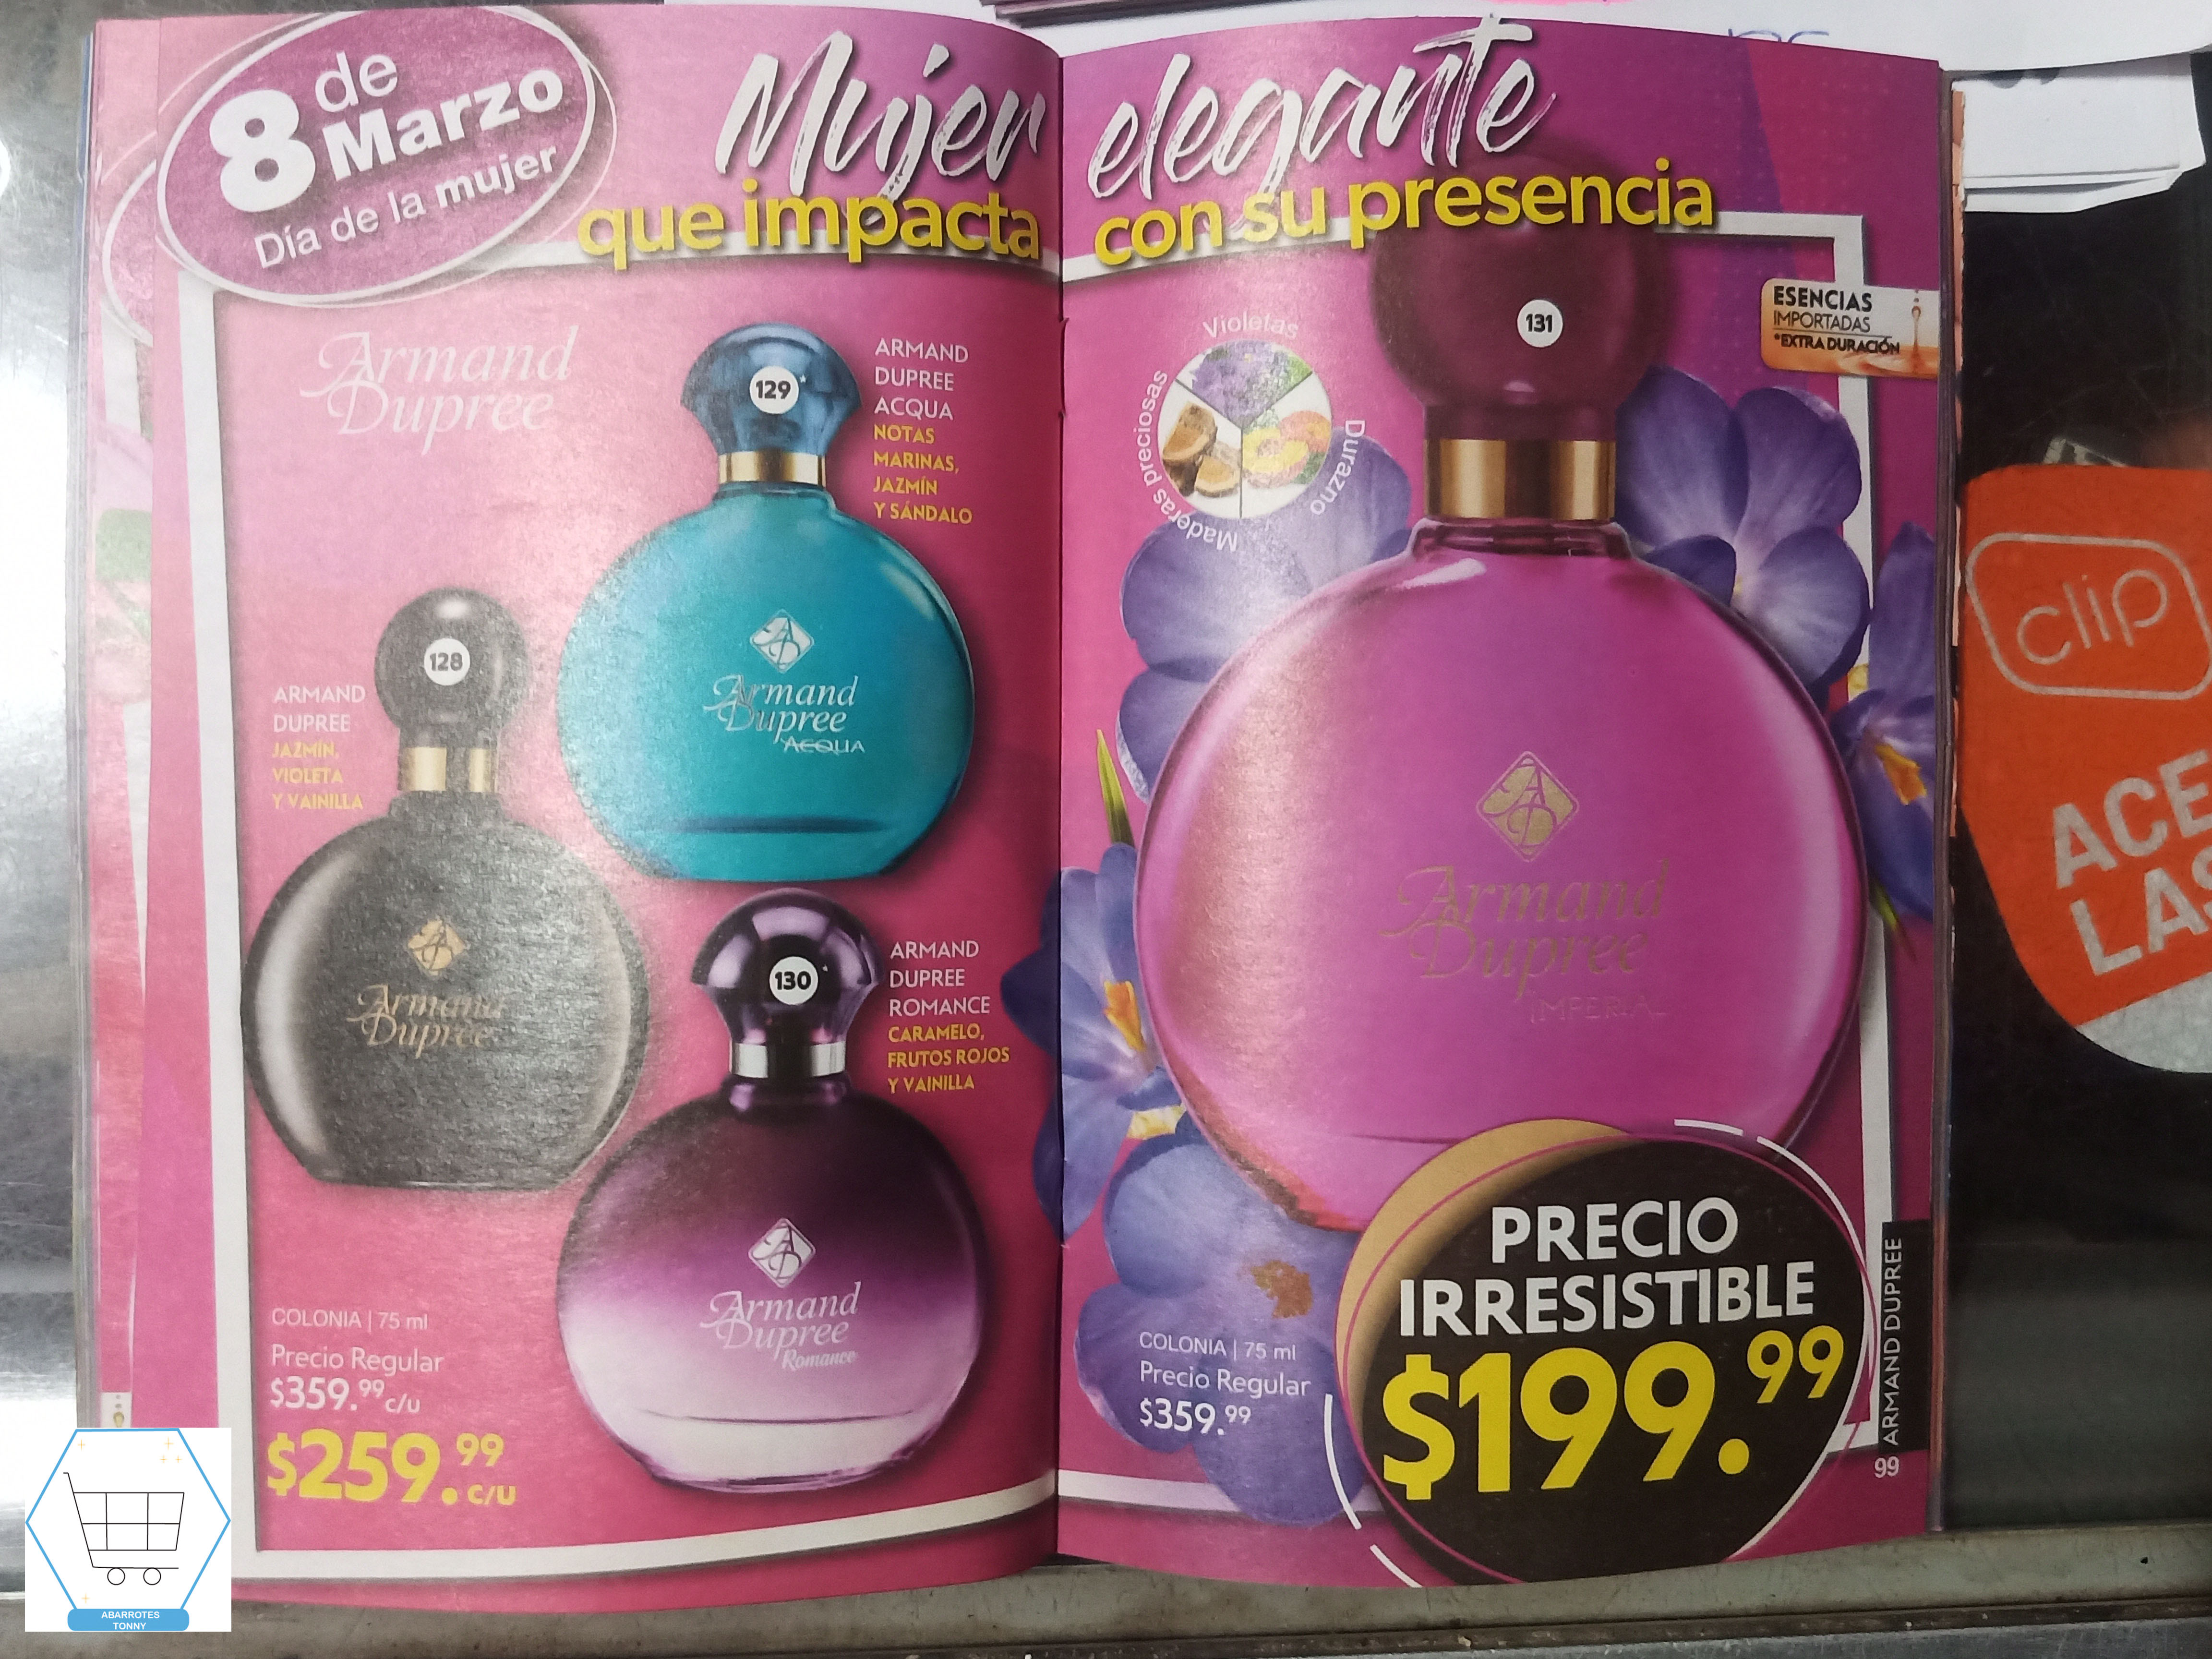 8 de
Marzo
Día de la mujer
Mujer elegante
que impacta con su presencia
Armand
Dupree
129
ARMAND
DUPREE
ACQUA
NOTAS
MARINAS,
JAZMÍN
Y SÁNDALO
Armand
Dupree
ACQUA
128
ARMAND
DUPREE
JAZMÍN,
VIOLETA
Y VAINILLA
Armand
Dupree
130
ARMAND
DUPREE
ROMANCE
CARAMELO,
FRUTOS ROJOS
Y VAINILLA
Armand
Dupree
Romance
COLONIA | 75 ml
Precio Regular
$359.99 c/u
$259.99 c/u
131
ESENCIAS
IMPORTADAS
*EXTRA DURACIÓN
Violetas
Durazno
Maderas preciosas
Armand
Dupree
IMPERIAL
COLONIA | 75 ml
Precio Regular
$359.99
PRECIO
IRRESISTIBLE
$199.99
ARMAND DUPREE
99
clip
ACE
LAS
ABARROTES
TONNY